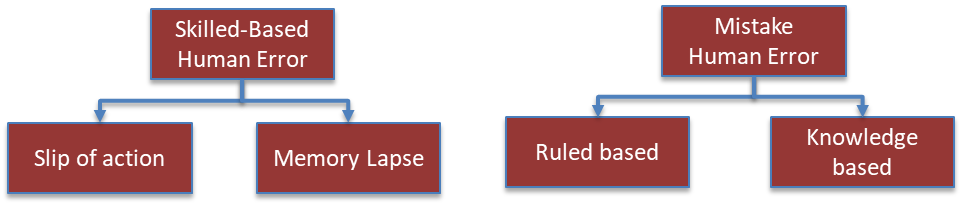 Skilled-Based
Human Error
Slip of action
Memory Lapse
Mistake
Human Error
Ruled based
Knowledge
based